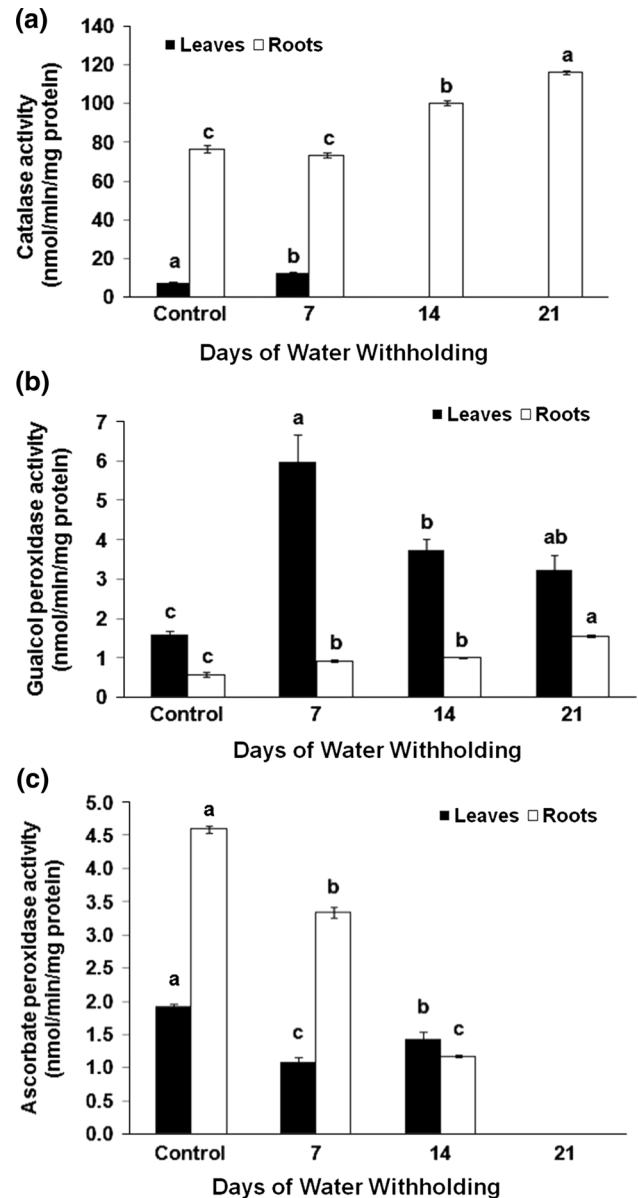 (a)
Leaves Roots
Catalase activity
(nmol/mln/mg protein)
140
120
100
80
60
40
20
0
a
c
b
c
b
a
Control 7 14 21
Days of Water Withholding
(b)
Leaves Roots
Gualcol peroxidase activity
(nmol/mln/mg protein)
7
6
5
4
3
2
1
0
c
c
a
b
b
b
ab
a
Control 7 14 21
Days of Water Withholding
(c)
Leaves Roots
Ascorbate peroxidase activity
(nmol/mln/mg protein)
5.0
4.5
4.0
3.5
3.0
2.5
2.0
1.5
1.0
0.5
0.0
a
a
c
b
b
c
Control 7 14 21
Days of Water Withholding